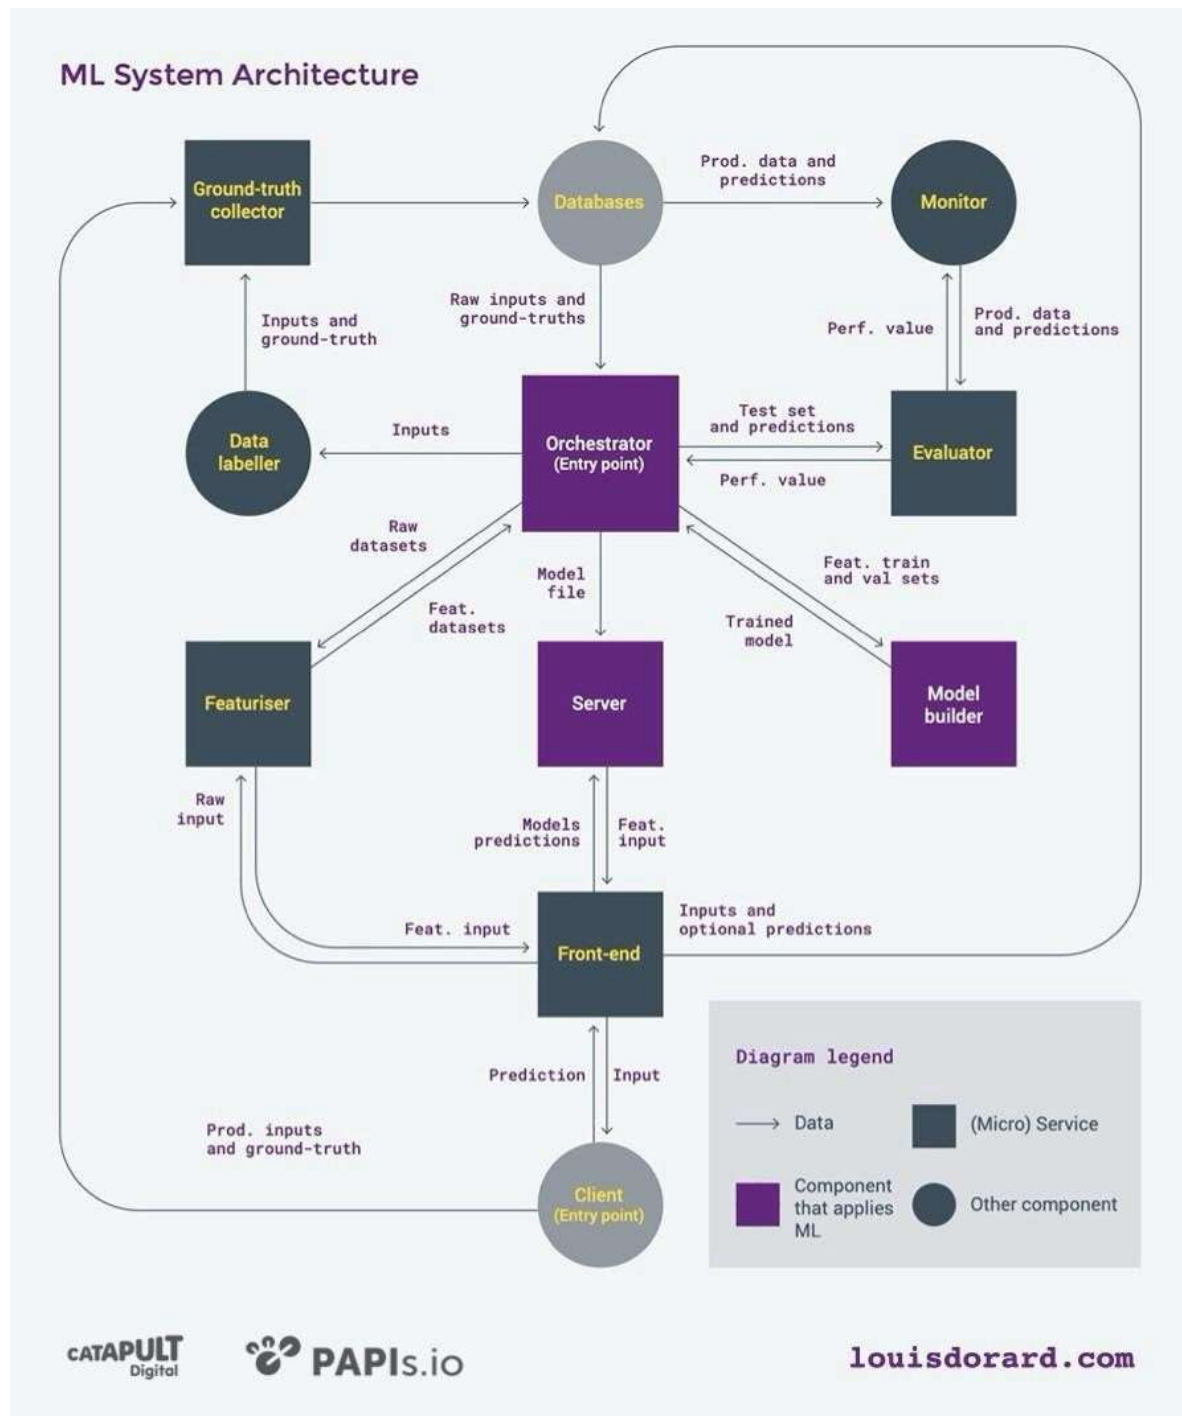 ML System Architecture
Ground-truth
collector
Databases
Prod. data and
predictions
Monitor
Inputs and
ground-truth
Raw inputs and
ground-truths
Perf. value
Prod. data
and predictions
Data
labeller
Inputs
Orchestrator
(Entry point)
Test set
and predictions
Perf. value
Evaluator
Raw
datasets
Feat.
datasets
Model
file
Trained
model
Feat. train
and val sets
Featuriser
Server
Model
builder
Raw
input
Models
predictions
Feat.
input
Feat. input
Front-end
Inputs and
optional predictions
Prediction
Input
Prod. inputs
and ground-truth
Client
(Entry point)
Diagram legend
Data
(Micro) Service
Component
that applies
ML
Other component
CATAPULT
Digital
PAPIs.io
louisdorard.com